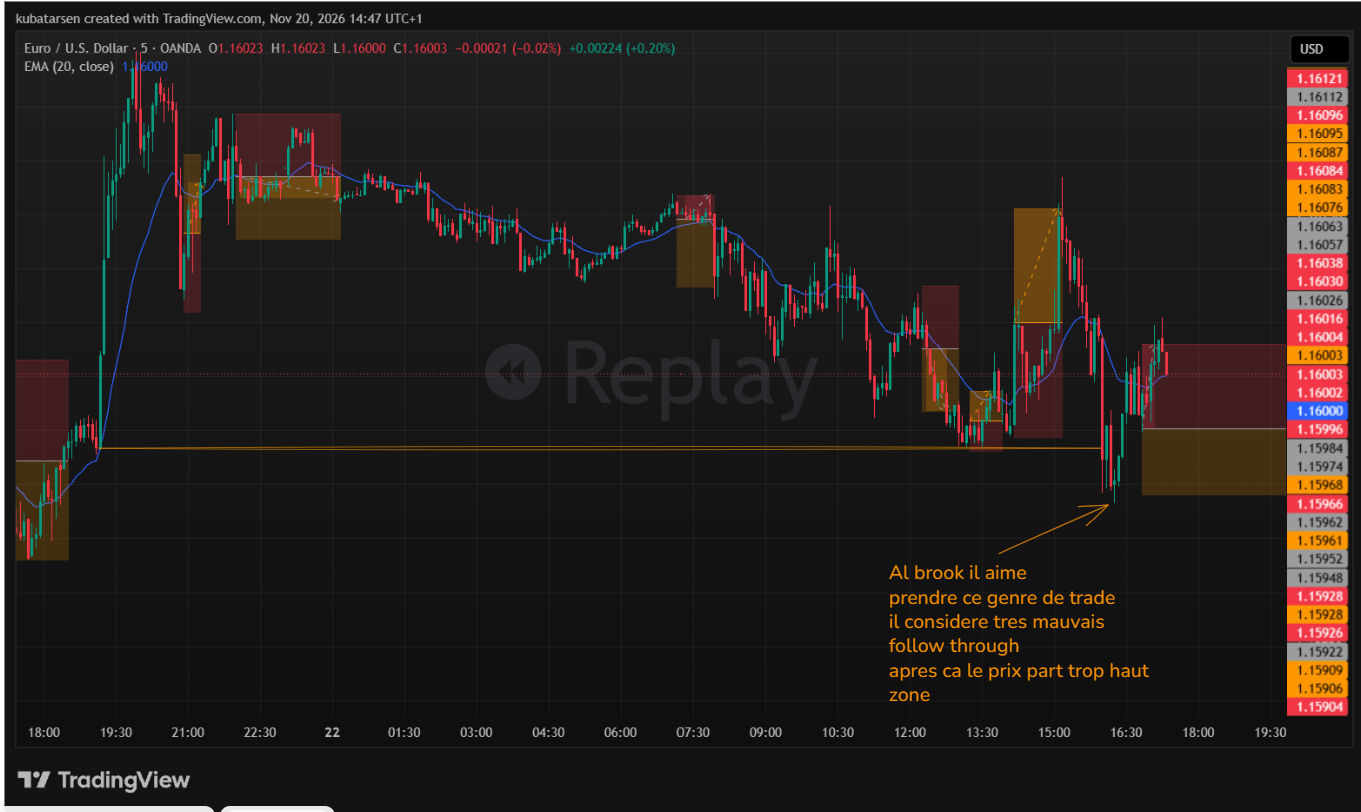 kubatarsen created with TradingView.com, Nov 20, 2026 14:47 UTC+1
Euro / U.S. Dollar · 5 · OANDA O1.16023 H1.16023 L1.16000 C1.16003 −0.00021 (−0.02%) +0.00224 (+0.20%)
EMA (20, close) 1.16000
USD
1.16121
1.16112
1.16096
1.16095
1.16087
1.16084
1.16083
1.16076
1.16063
1.16057
1.16038
1.16030
1.16026
1.16016
1.16004
1.16003
1.16003
1.16002
1.16000
1.15996
1.15984
1.15974
1.15968
1.15966
1.15962
1.15961
1.15952
1.15948
1.15928
1.15928
1.15926
1.15922
1.15909
1.15906
1.15904
Replay
Al brook il aime
prendre ce genre de trade
il considere tres mauvais
follow through
apres ca le prix part trop haut
zone
18:00 19:30 21:00 22:30 22 01:30 03:00 04:30 06:00 07:30 09:00 10:30 12:00 13:30 15:00 16:30 18:00 19:30
TradingView